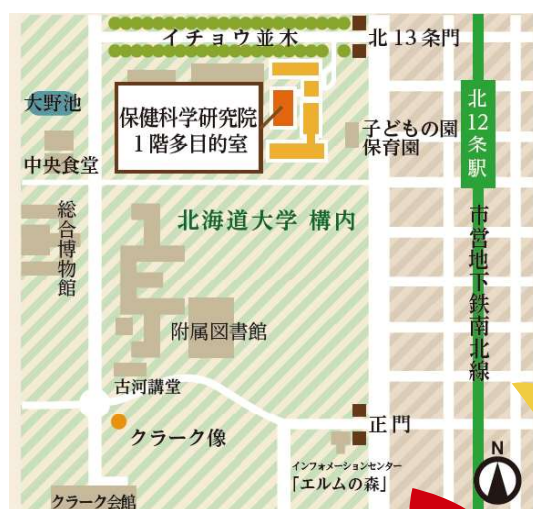 イチョウ並木
北13条門
大野池
保健科学研究院
1階多目的室
北12条駅
子どもの園
保育園
中央食堂
総合博物館
北海道大学 構内
市営地下鉄南北線
附属図書館
古河講堂
クラーク像
正門
インフォメーションセンター
「エルムの森」
N
クラーク会館